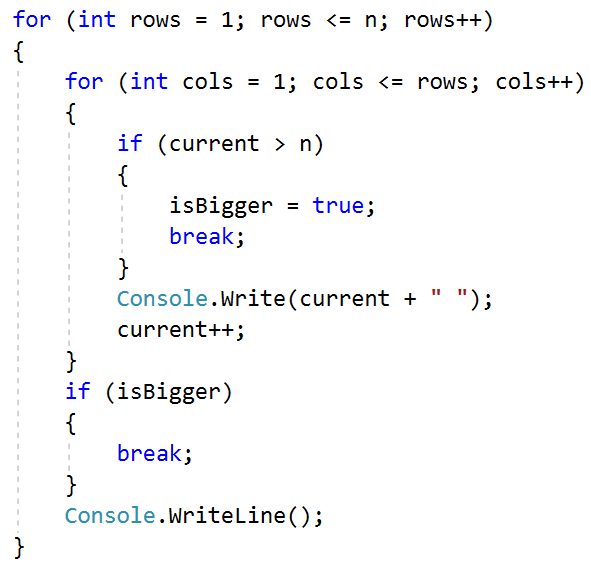 for (int rows = 1; rows <= n; rows++)
{
    for (int cols = 1; cols <= rows; cols++)
    {
        if (current > n)
        {
            isBigger = true;
            break;
        }
        Console.Write(current + " ");
        current++;
    }
    if (isBigger)
    {
        break;
    }
    Console.WriteLine();
}